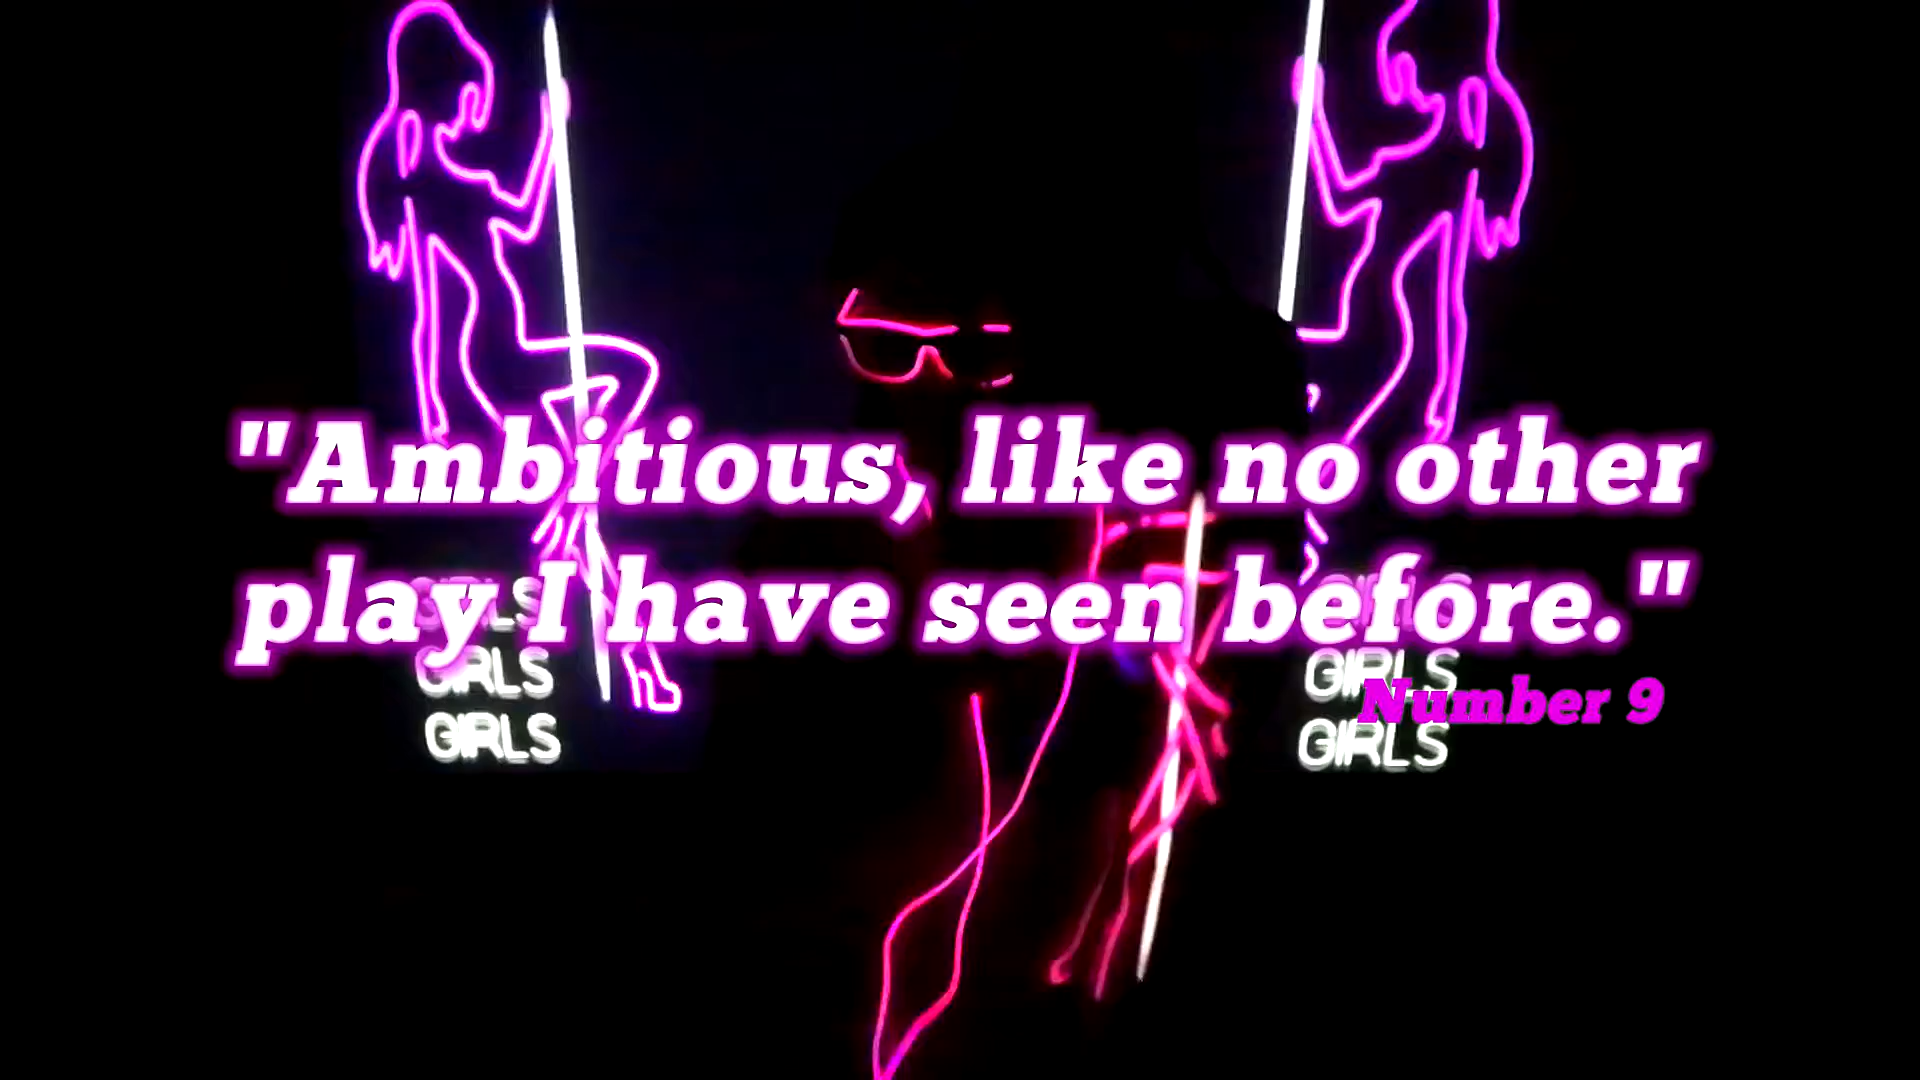 "Ambitious, like no other
play I have seen before."
Number 9
GIRLS
GIRLS
GIRLS
GIRLS
GIRLS
GIRLS